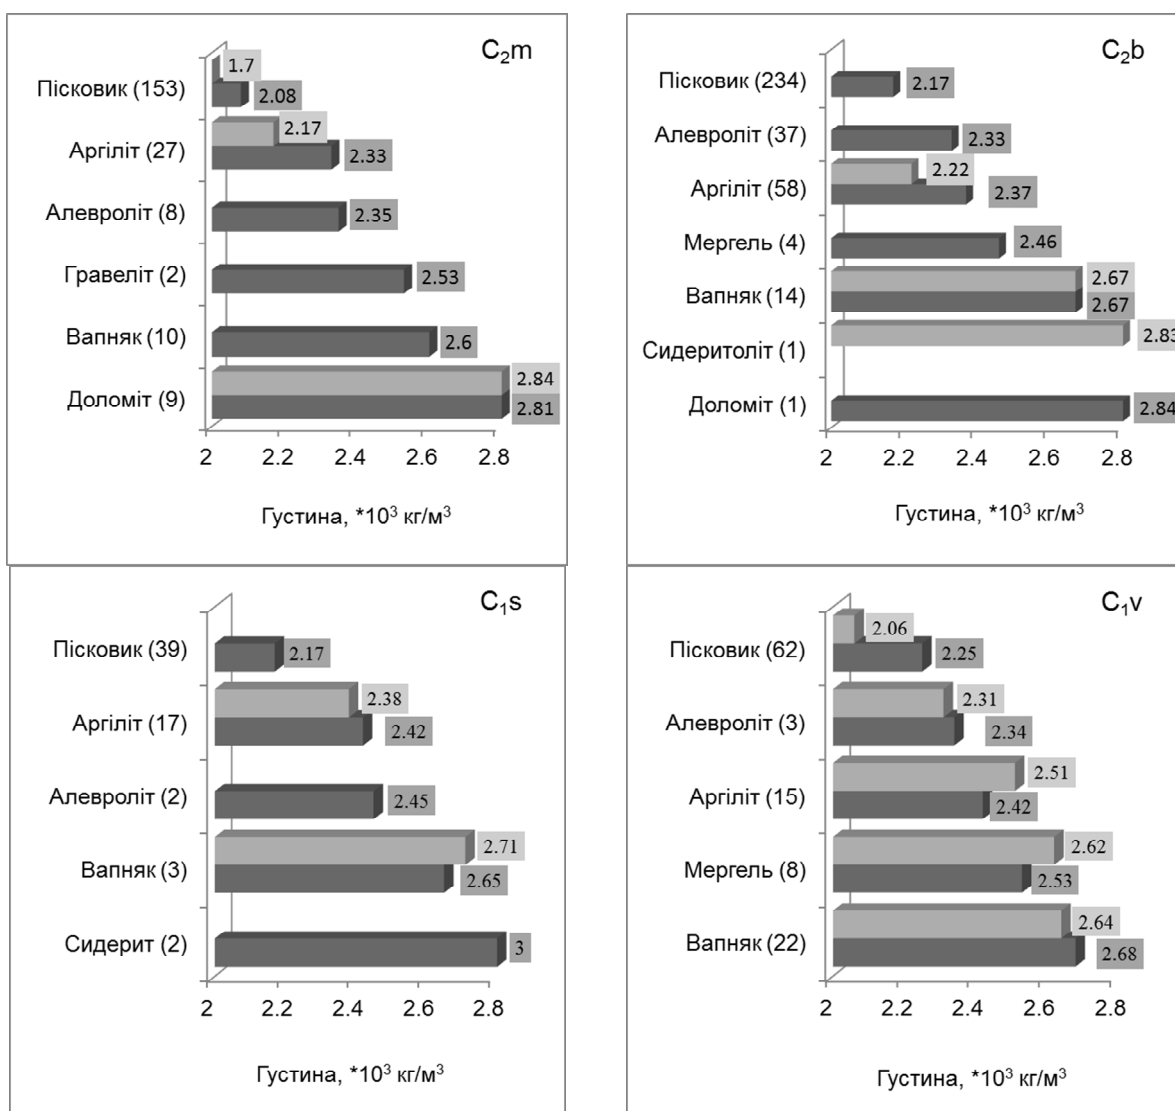 C₂m
1.7
Пісковик (153)
2.08
2.17
Аргіліт (27)
2.33
Алевроліт (8)
2.35
Гравеліт (2)
2.53
Вапняк (10)
2.6
2.84
Доломіт (9)
2.81
2 2.2 2.4 2.6 2.8
Густина, *10³ кг/м³
C₂b
Пісковик (234)
2.17
Алевроліт (37)
2.33
2.22
Аргіліт (58)
2.37
Мергель (4)
2.46
2.67
Вапняк (14)
2.67
2.83
Сидеритоліт (1)
Доломіт (1)
2.84
2 2.2 2.4 2.6 2.8
Густина, *10³ кг/м³
C₁s
Пісковик (39)
2.17
2.38
Аргіліт (17)
2.42
Алевроліт (2)
2.45
2.71
Вапняк (3)
2.65
Сидерит (2)
3
2 2.2 2.4 2.6 2.8
Густина, *10³ кг/м³
C₁v
2.06
Пісковик (62)
2.25
2.31
Алевроліт (3)
2.34
2.51
Аргіліт (15)
2.42
2.62
Мергель (8)
2.53
2.64
Вапняк (22)
2.68
2 2.2 2.4 2.6 2.8
Густина, *10³ кг/м³